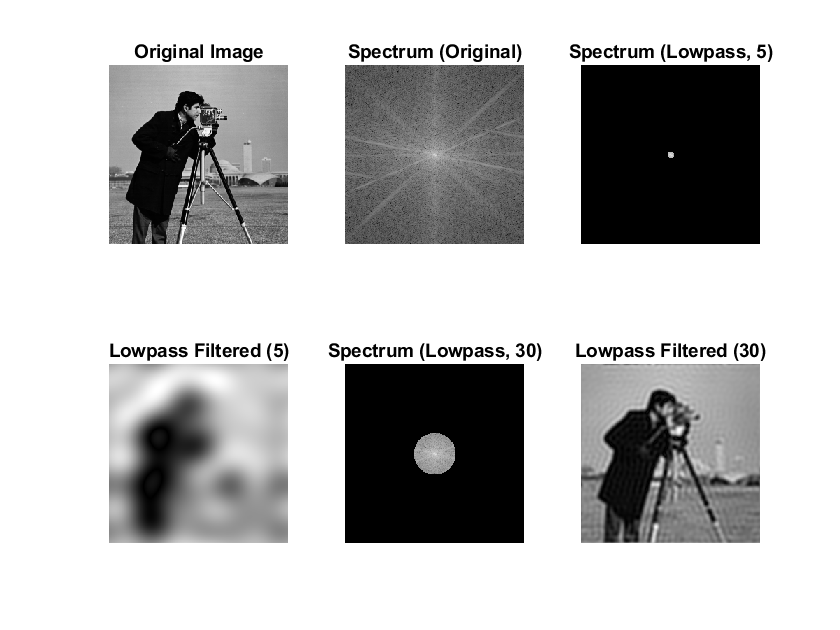 Original Image
Spectrum (Original)
Spectrum (Lowpass, 5)
Lowpass Filtered (5)
Spectrum (Lowpass, 30)
Lowpass Filtered (30)